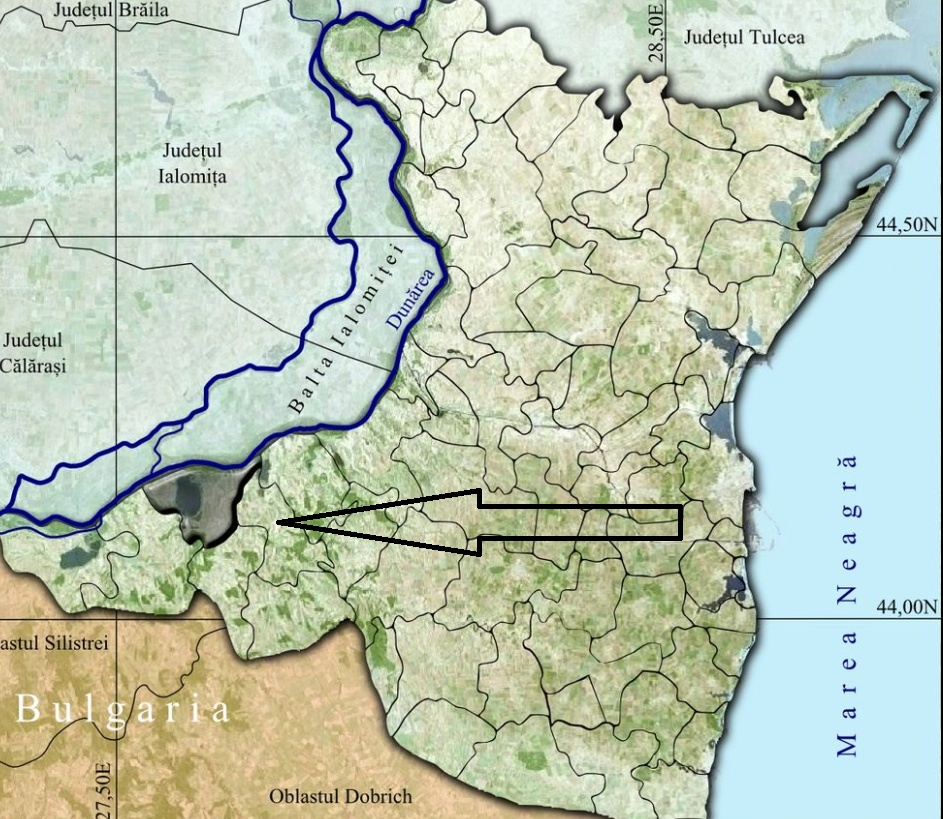 Județul Brăila
28,50E
Județul Tulcea
Județul
Ialomița
44,50N
Balta Ialomiței
Dunărea
Județul
Călărași
Marea Neagră
44,00N
astul Silistrei
Bulgaria
27,50E
Oblastul Dobrich